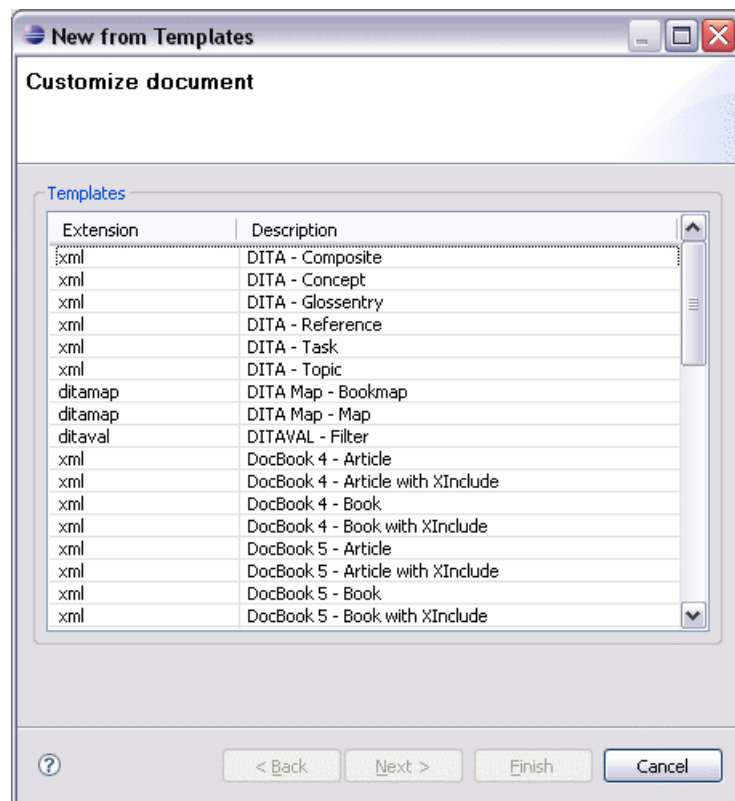 New from Templates
Customize document
Templates
Extension Description
xml DITA - Composite
xml DITA - Concept
xml DITA - Glossentry
xml DITA - Reference
xml DITA - Task
xml DITA - Topic
ditamap DITA Map - Bookmap
ditamap DITA Map - Map
ditaval DITAVAL - Filter
xml DocBook 4 - Article
xml DocBook 4 - Article with XInclude
xml DocBook 4 - Book
xml DocBook 4 - Book with XInclude
xml DocBook 5 - Article
xml DocBook 5 - Article with XInclude
xml DocBook 5 - Book
xml DocBook 5 - Book with XInclude
? < Back Next > Finish Cancel